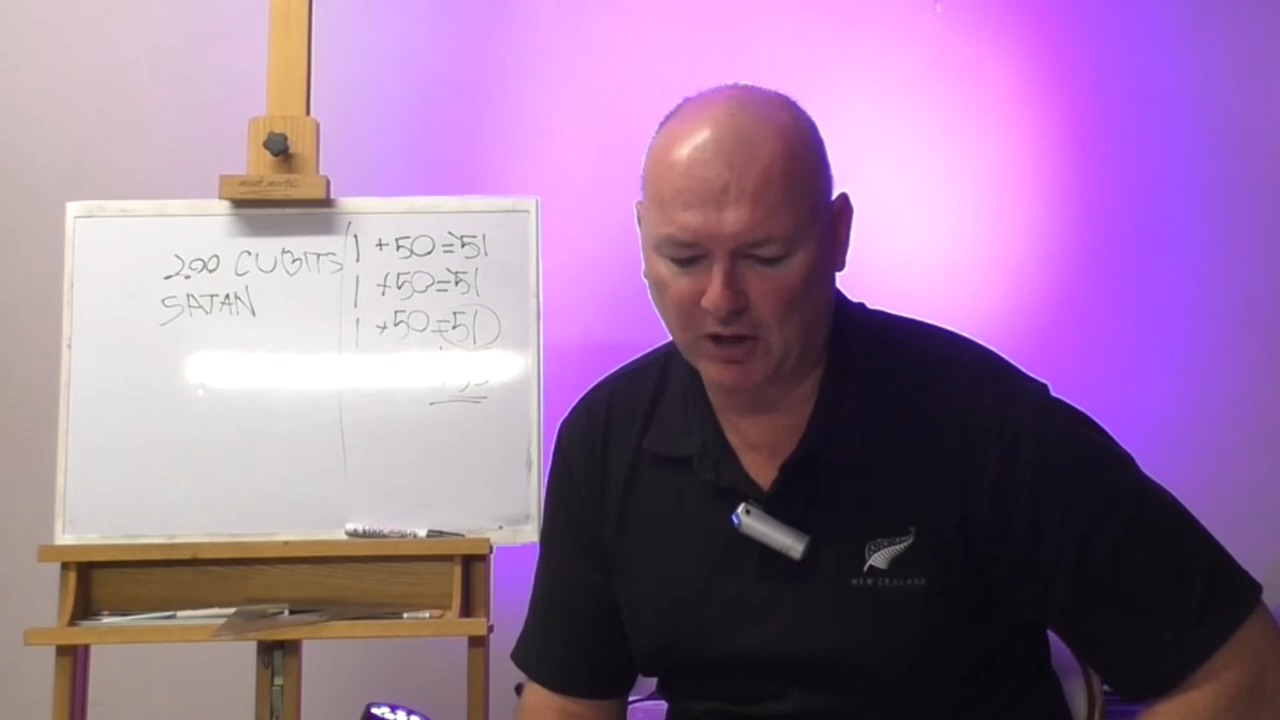 200 CUBITS
SATAN
1 + 50 = 51
1 + 50 = 51
1 + 50 = 51
NEW ZEALAND